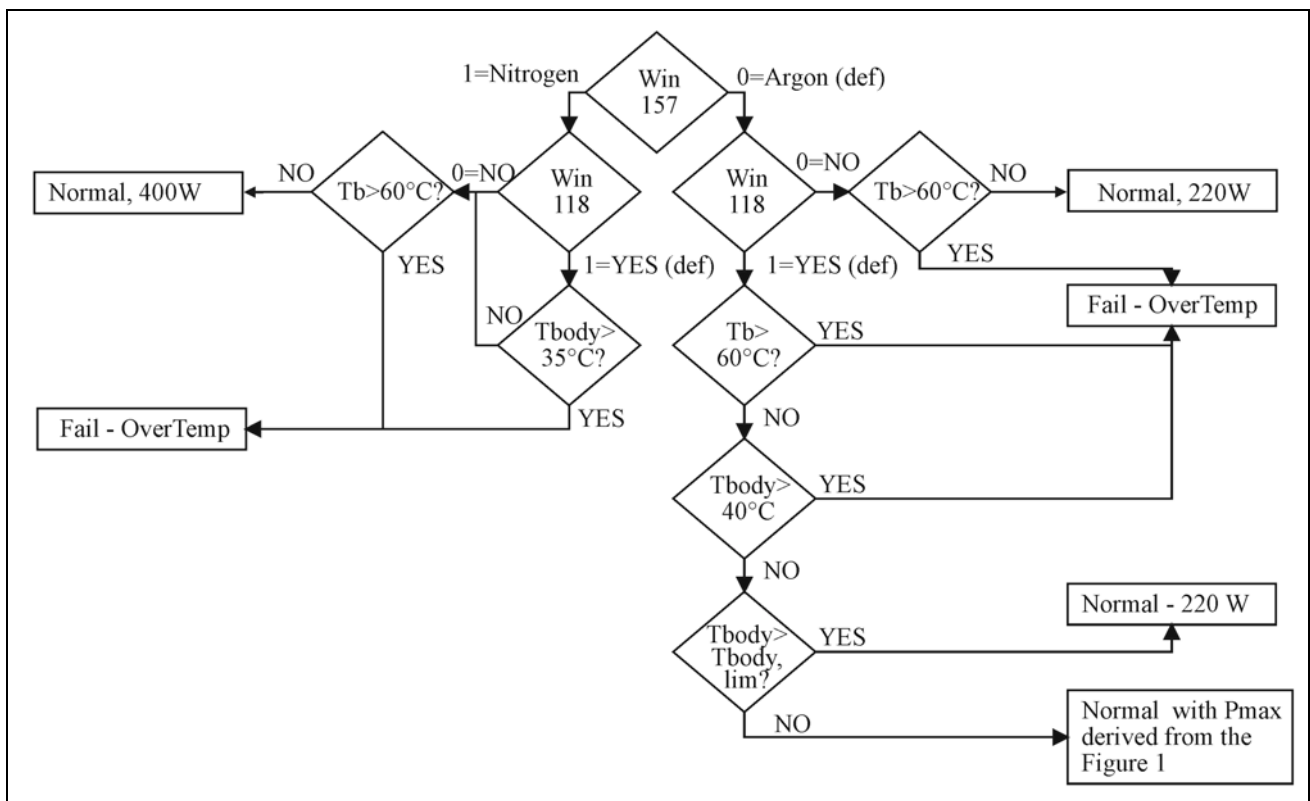 1=Nitrogen
Win
157
0=Argon (def)
NO
Tb>60°C?
0=NO
Win
118
Win
118
0=NO
Tb>60°C?
NO
Normal, 400W
Normal, 220W
YES
1=YES (def)
1=YES (def)
YES
NO
Tbody>
35°C?
Tb>
60°C?
YES
Fail - OverTemp
Fail - OverTemp
YES
NO
Tbody>
40°C
YES
NO
Tbody>
Tbody,
lim?
YES
Normal - 220 W
NO
Normal with Pmax
derived from the
Figure 1